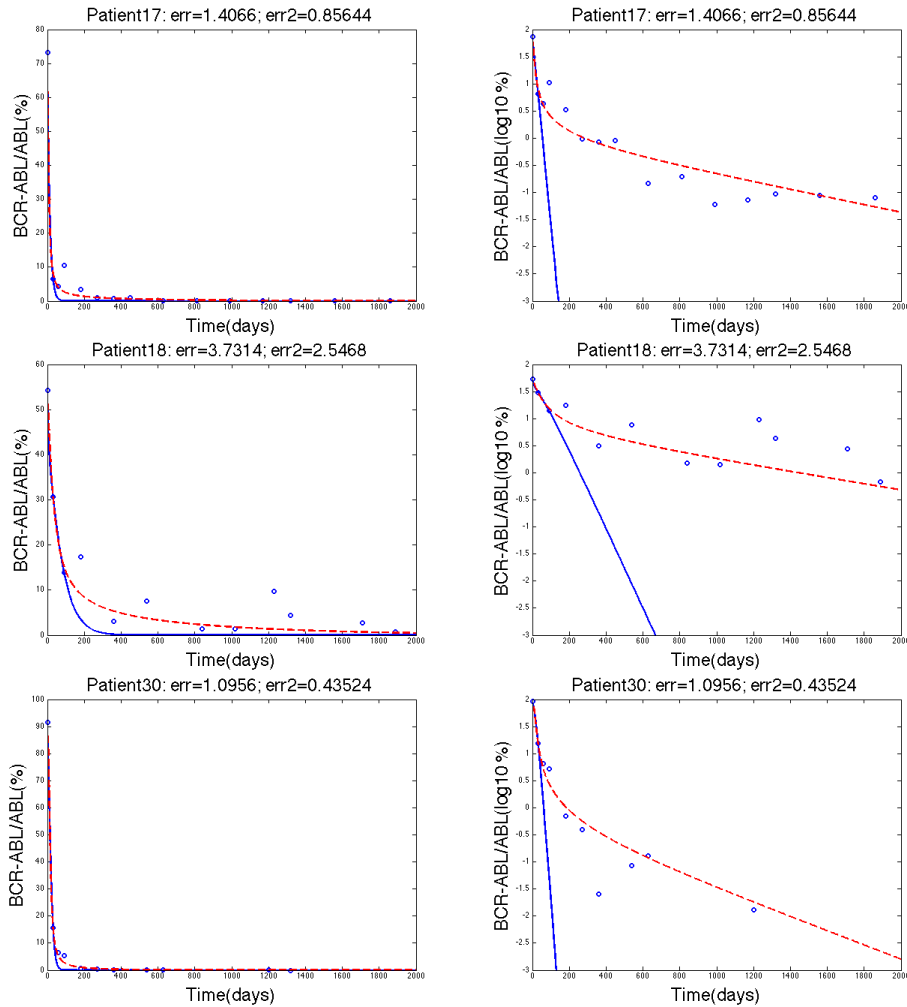 Patient17: err=1.4066; err2=0.85644
BCR-ABL/ABL(%)
80
70
60
50
40
30
20
10
0
0 200 400 600 800 1000 1200 1400 1600 1800 2000
Time(days)
Patient17: err=1.4066; err2=0.85644
BCR-ABL/ABL(log10 %)
2
1.5
1
0.5
0
-0.5
-1
-1.5
-2
-2.5
-3
0 200 400 600 800 1000 1200 1400 1600 1800 2000
Time(days)
Patient18: err=3.7314; err2=2.5468
BCR-ABL/ABL(%)
60
50
40
30
20
10
0
0 200 400 600 800 1000 1200 1400 1600 1800 2000
Time(days)
Patient18: err=3.7314; err2=2.5468
BCR-ABL/ABL(log10 %)
2
1.5
1
0.5
0
-0.5
-1
-1.5
-2
-2.5
-3
0 200 400 600 800 1000 1200 1400 1600 1800 2000
Time(days)
Patient30: err=1.0956; err2=0.43524
BCR-ABL/ABL(%)
100
90
80
70
60
50
40
30
20
10
0
0 200 400 600 800 1000 1200 1400 1600 1800 2000
Time(days)
Patient30: err=1.0956; err2=0.43524
BCR-ABL/ABL(log10 %)
2
1.5
1
0.5
0
-0.5
-1
-1.5
-2
-2.5
-3
0 200 400 600 800 1000 1200 1400 1600 1800 2000
Time(days)